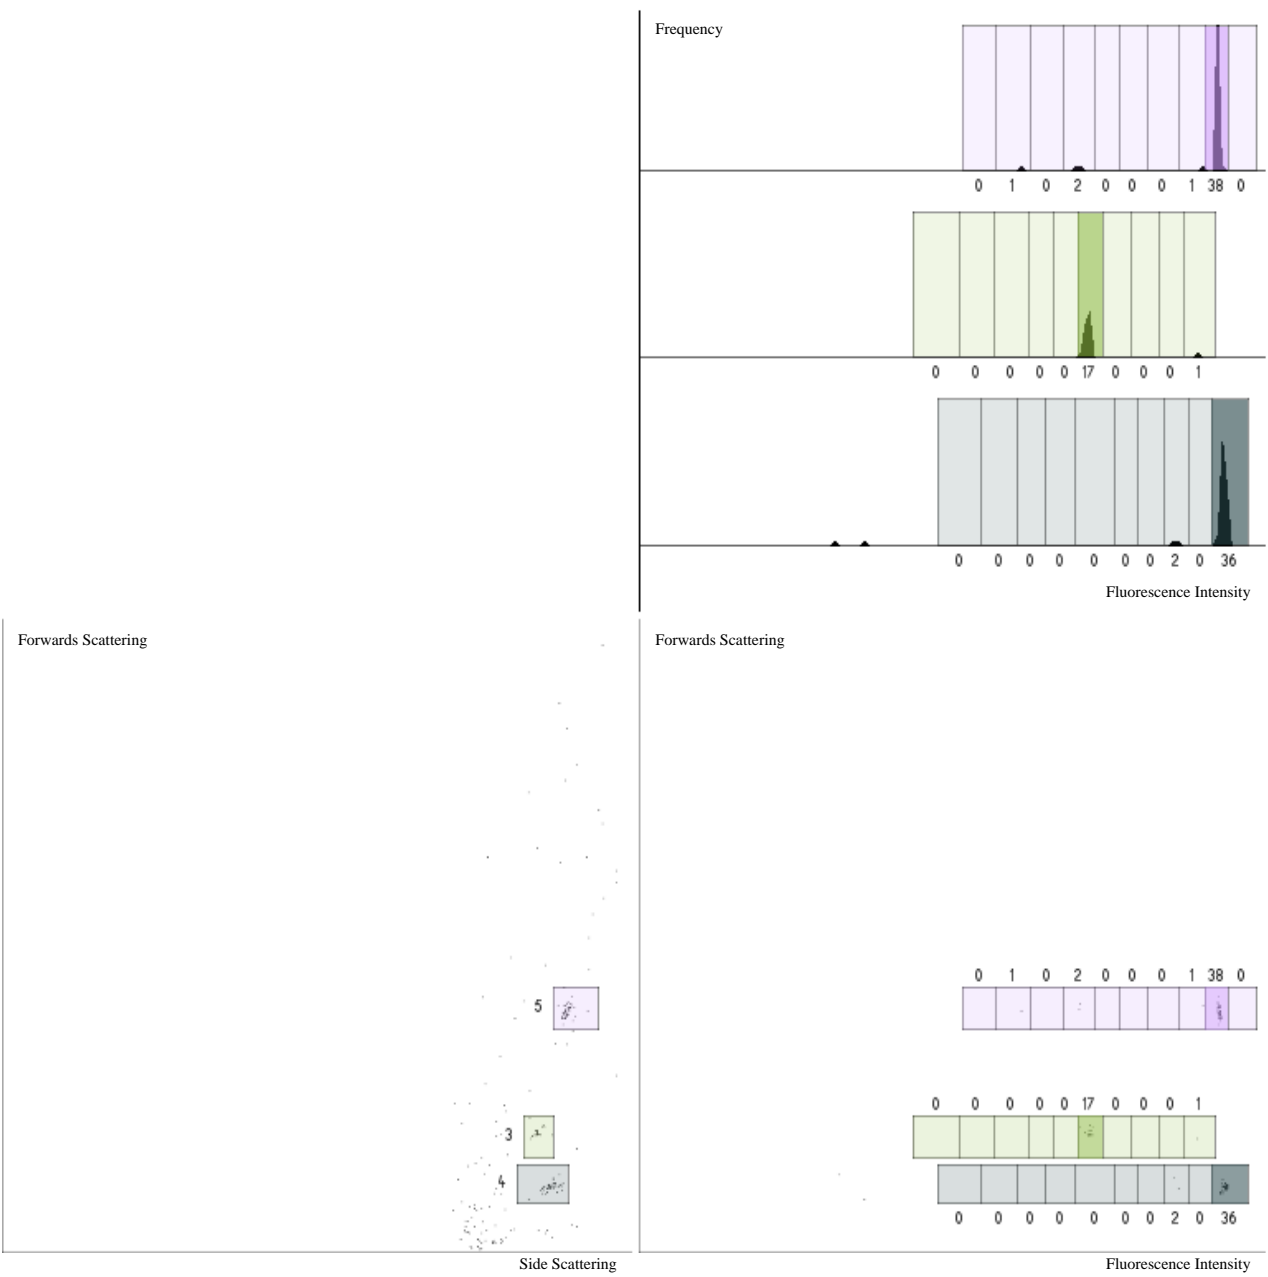 Frequency
0 1 0 2 0 0 0 1 38 0
0 0 0 0 0 17 0 0 0 1
0 0 0 0 0 0 0 2 0 36
Fluorescence Intensity
Forwards Scattering
5
3
4
Side Scattering
Forwards Scattering
0 1 0 2 0 0 0 1 38 0
0 0 0 0 0 17 0 0 0 1
0 0 0 0 0 0 0 2 0 36
Fluorescence Intensity